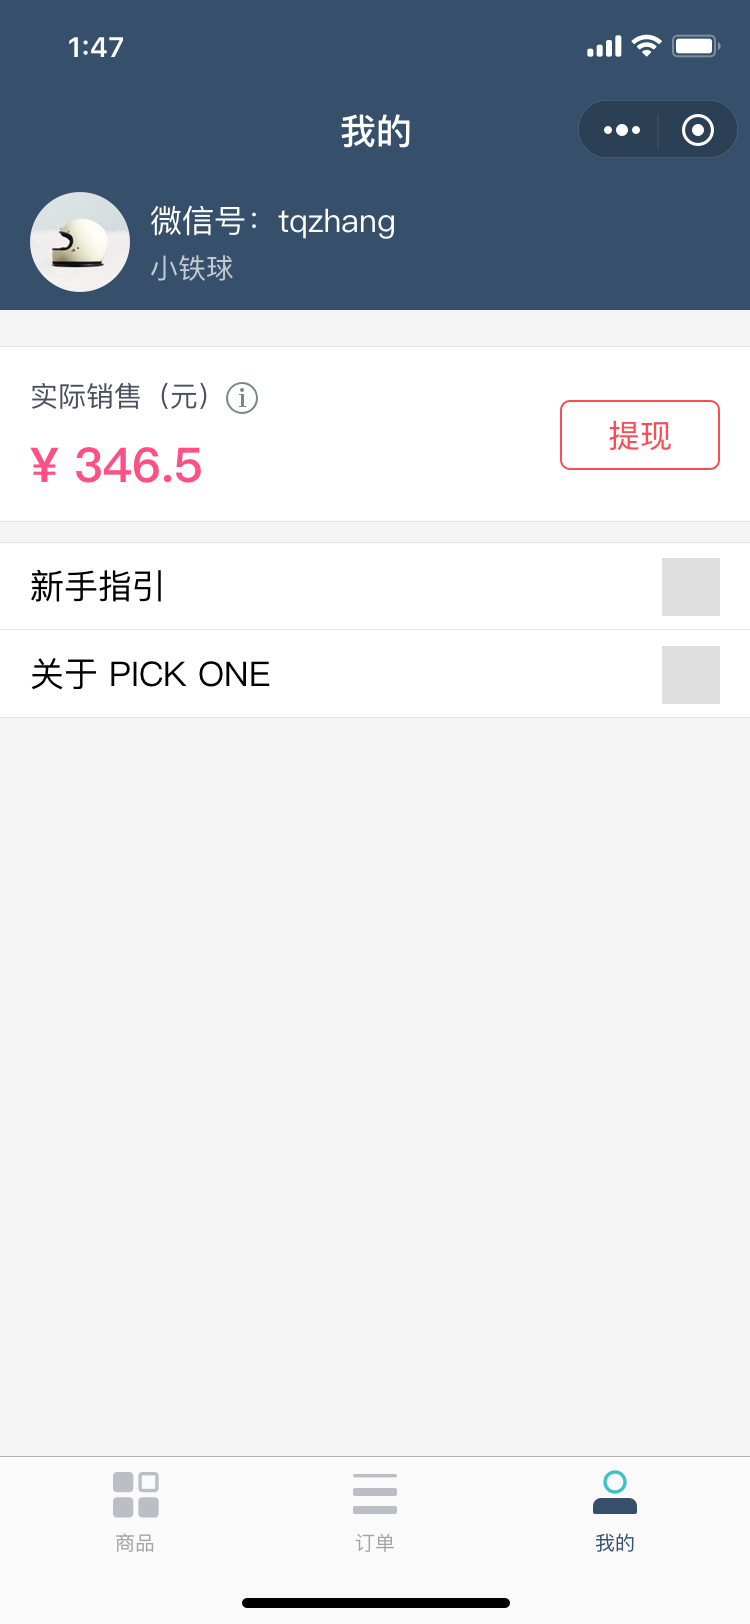 1:47
我的
微信号：tqzhang
小铁球
实际销售（元）
¥ 346.5
提现
新手指引
关于 PICK ONE
商品
订单
我的